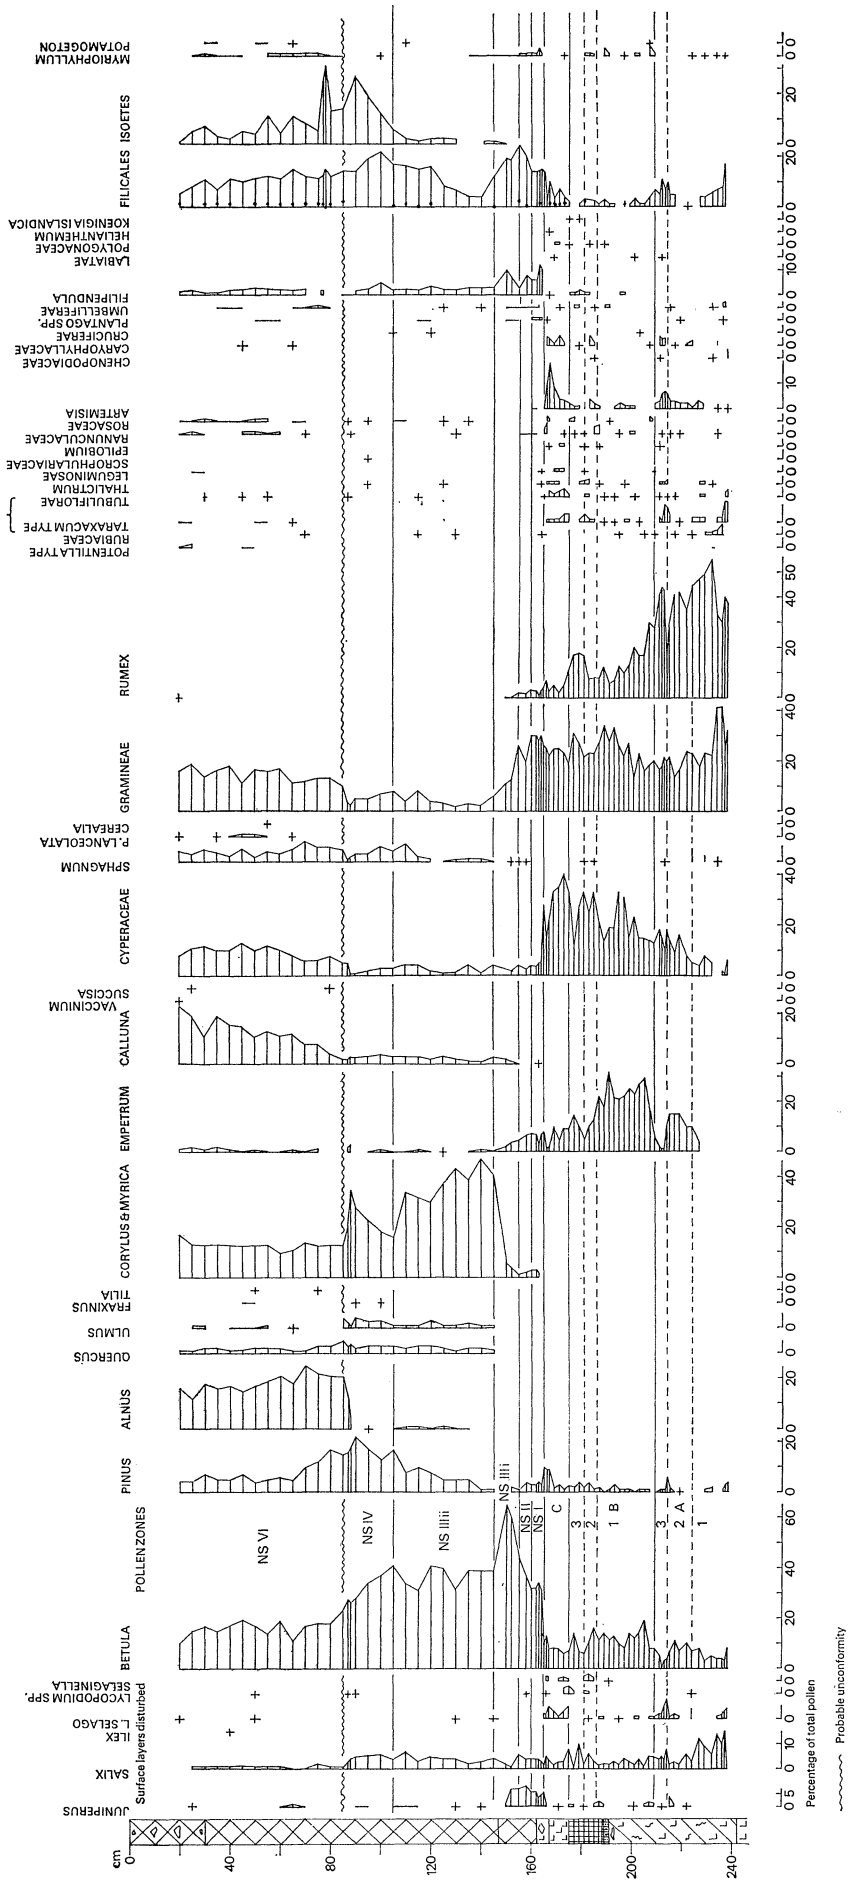 POTAMOGETON
MYRIOPHYLLUM
ISOETES
FILICALES
KOENIGIA ISLANDICA
HELIANTHEMUM
POLYGONACEAE
LABIATAE
FILIPENDULA
UMBELLIFERAE
PLANTAGO SPP.
CRUCIFERAE
CARYOPHYLLACEAE
CHENOPODIACEAE
ARTEMISIA
ROSACEAE
RANUNCULACEAE
EPILOBIUM
SCROPHULARIACEAE
LEGUMINOSAE
THALICTRUM
TUBULIFLORAE
TARAXACUM TYPE
RUBIACEAE
POTENTILLA TYPE
RUMEX
GRAMINEAE
CEREALIA
P. LANCEOLATA
SPHAGNUM
CYPERACEAE
SUCCISA
VACCINIUM
CALLUNA
EMPETRUM
CORYLUS & MYRICA
TILIA
FRAXINUS
ULMUS
QUERCUS
ALNUS
PINUS
POLLEN ZONES
NS VI
NS IV
NS IIIii
NS IIIi
NS II
NS I
C
3
2
1 B
3
2 A
1
BETULA
SELAGINELLA
LYCOPODIUM SPP.
L. SELAGO
ILEX
SALIX
JUNIPERUS
Surface layers disturbed
cm
0
40
80
120
160
200
240
Percentage of total pollen
Probable unconformity